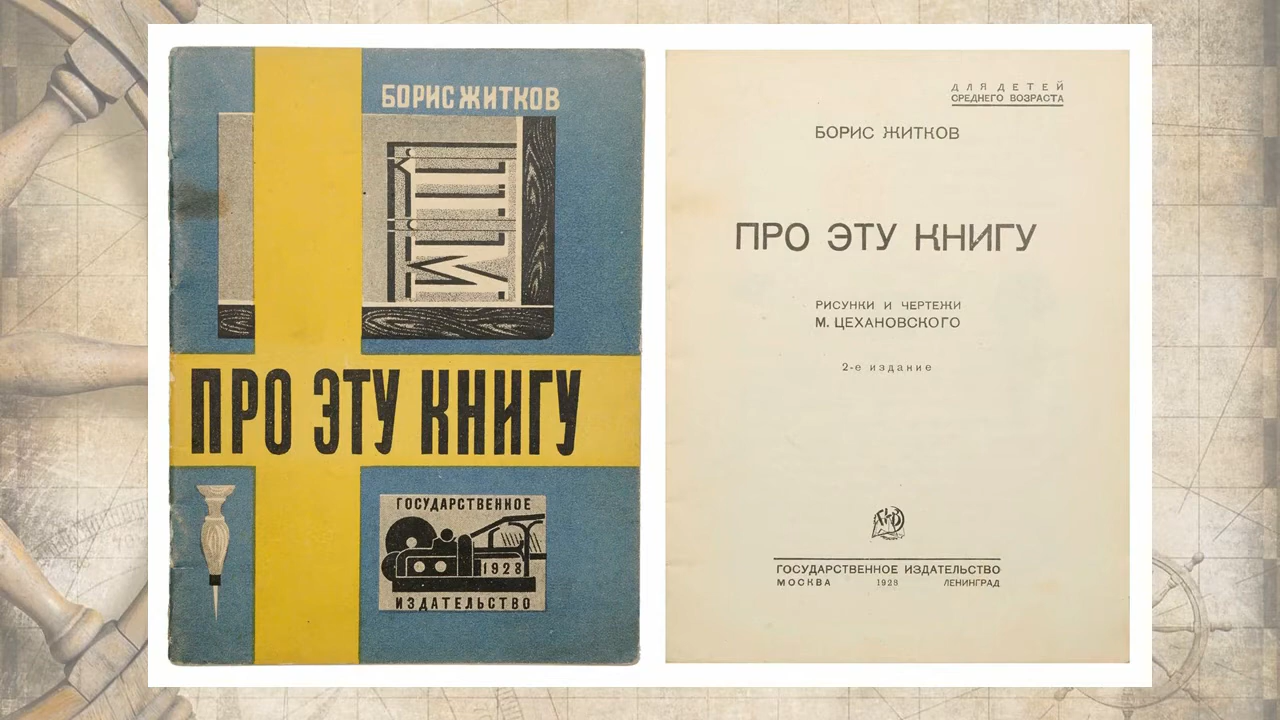 БОРИС ЖИТКОВ
ПРО ЭТУ КНИГУ
ГОСУДАРСТВЕННОЕ
1928
ИЗДАТЕЛЬСТВО
ДЛЯ ДЕТЕЙ
СРЕДНЕГО ВОЗРАСТА
БОРИС ЖИТКОВ
ПРО ЭТУ КНИГУ
РИСУНКИ И ЧЕРТЕЖИ
М. ЦЕХАНОВСКОГО
2-е издание
ГОСУДАРСТВЕННОЕ ИЗДАТЕЛЬСТВО
МОСКВА 1928 ЛЕНИНГРАД